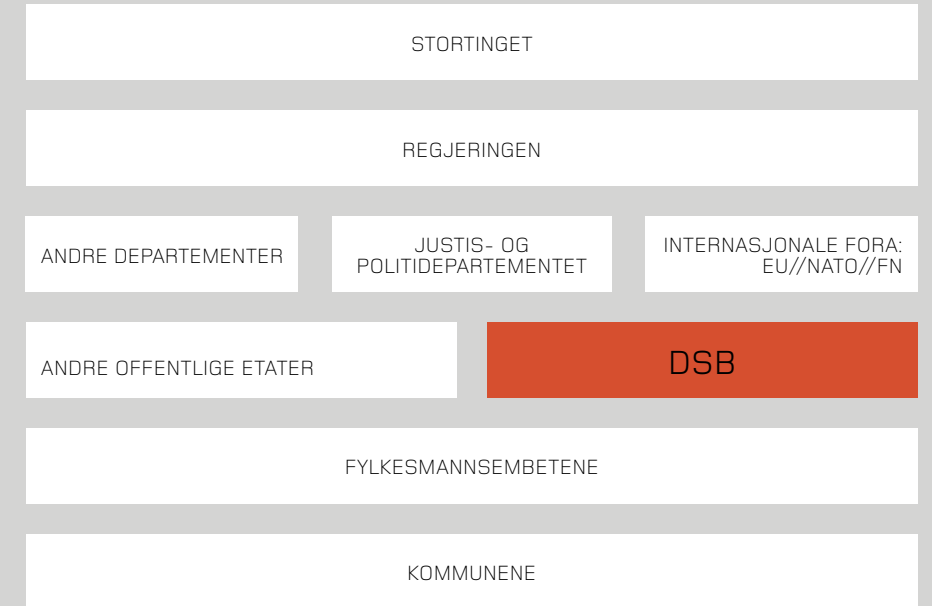 STORTINGET
REGJERINGEN
ANDRE DEPARTEMENTER
JUSTIS- OG
POLITIDEPARTEMENTET
INTERNASJONALE FORA:
EU//NATO//FN
ANDRE OFFENTLIGE ETATER
DSB
FYLKESMANNSEMBETENE
KOMMUNENE